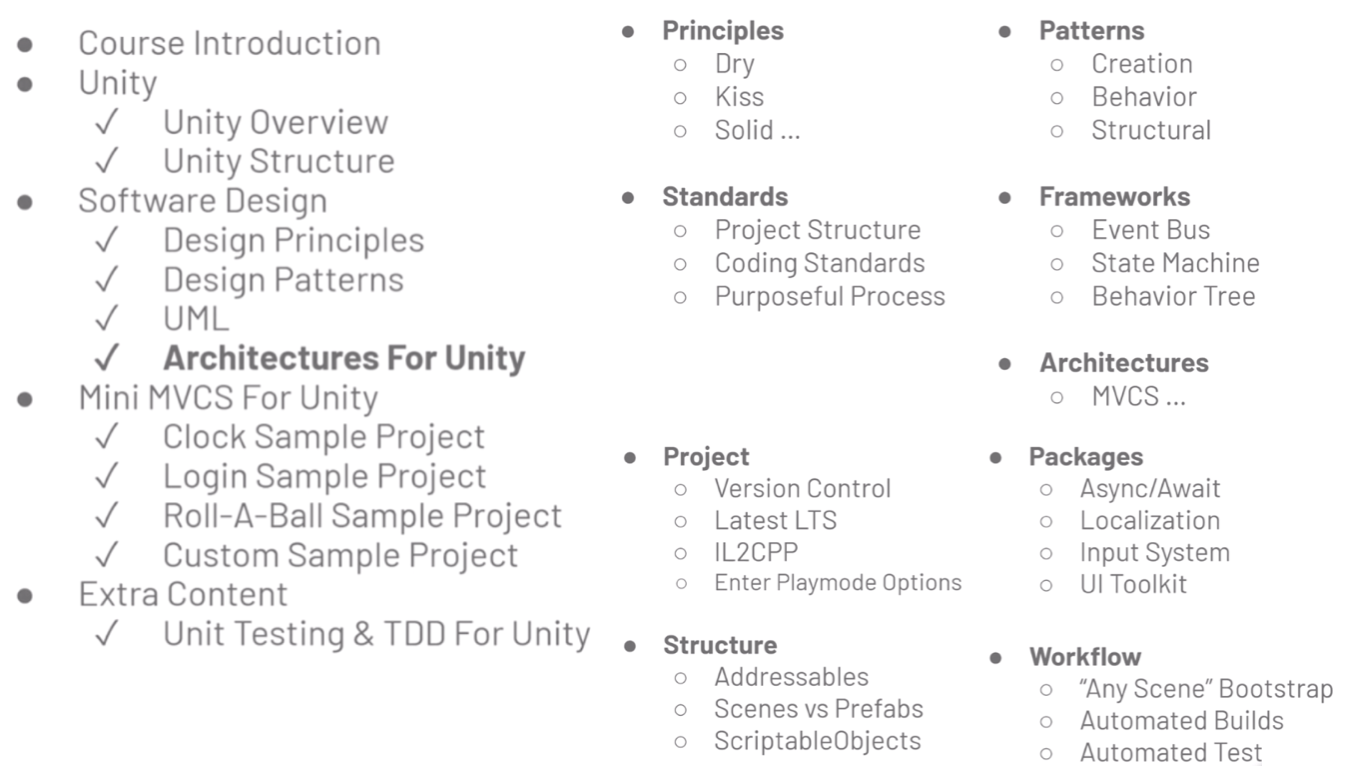 Course Introduction
Unity
Unity Overview
Unity Structure
Software Design
Design Principles
Design Patterns
UML
Architectures For Unity
Mini MVCS For Unity
Clock Sample Project
Login Sample Project
Roll-A-Ball Sample Project
Custom Sample Project
Extra Content
Unit Testing & TDD For Unity
Principles
Dry
Kiss
Solid ...
Standards
Project Structure
Coding Standards
Purposeful Process
Patterns
Creation
Behavior
Structural
Frameworks
Event Bus
State Machine
Behavior Tree
Architectures
MVCS ...
Project
Version Control
Latest LTS
IL2CPP
Enter Playmode Options
Structure
Addressables
Scenes vs Prefabs
ScriptableObjects
Packages
Async/Await
Localization
Input System
UI Toolkit
Workflow
“Any Scene” Bootstrap
Automated Builds
Automated Test